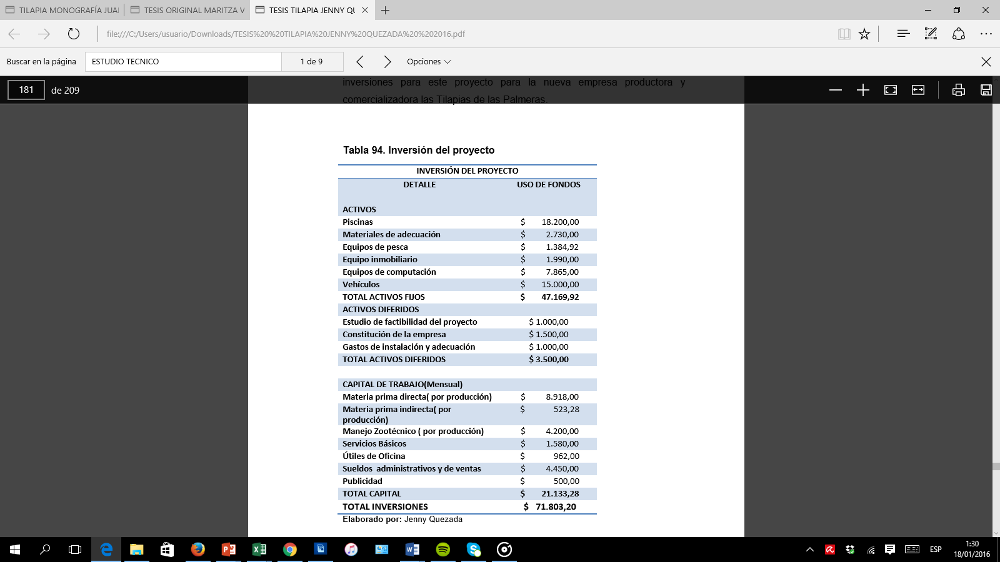 TILAPIA MONOGRAFÍA JUAI
TESIS ORIGINAL MARITZA V
TESIS TILAPIA JENNY QU
file:///C:/Users/usuario/Downloads/TESIS%20%20TILAPIA%20JENNY%20QUEZADA%20%202016.pdf
Buscar en la página
ESTUDIO TECNICO
1 de 9
Opciones
181
de 209
inversiones para este proyecto para la nueva empresa productora y
comercializadora las Tilapias de las Palmeras.
Tabla 94. Inversión del proyecto
INVERSIÓN DEL PROYECTO
DETALLE USO DE FONDOS
ACTIVOS
Piscinas $ 18.200,00
Materiales de adecuación $ 2.730,00
Equipos de pesca $ 1.384,92
Equipo inmobiliario $ 1.990,00
Equipos de computación $ 7.865,00
Vehículos $ 15.000,00
TOTAL ACTIVOS FIJOS $ 47.169,92
ACTIVOS DIFERIDOS
Estudio de factibilidad del proyecto $ 1.000,00
Constitución de la empresa $ 1.500,00
Gastos de instalación y adecuación $ 1.000,00
TOTAL ACTIVOS DIFERIDOS $ 3.500,00
CAPITAL DE TRABAJO(Mensual)
Materia prima directa( por producción) $ 8.918,00
Materia prima indirecta( por $ 523,28
producción)
Manejo Zootécnico ( por producción) $ 4.200,00
Servicios Básicos $ 1.580,00
Útiles de Oficina $ 962,00
Sueldos administrativos y de ventas $ 4.450,00
Publicidad $ 500,00
TOTAL CAPITAL $ 21.133,28
TOTAL INVERSIONES $ 71.803,20
Elaborado por: Jenny Quezada
ESP
1:30
18/01/2016